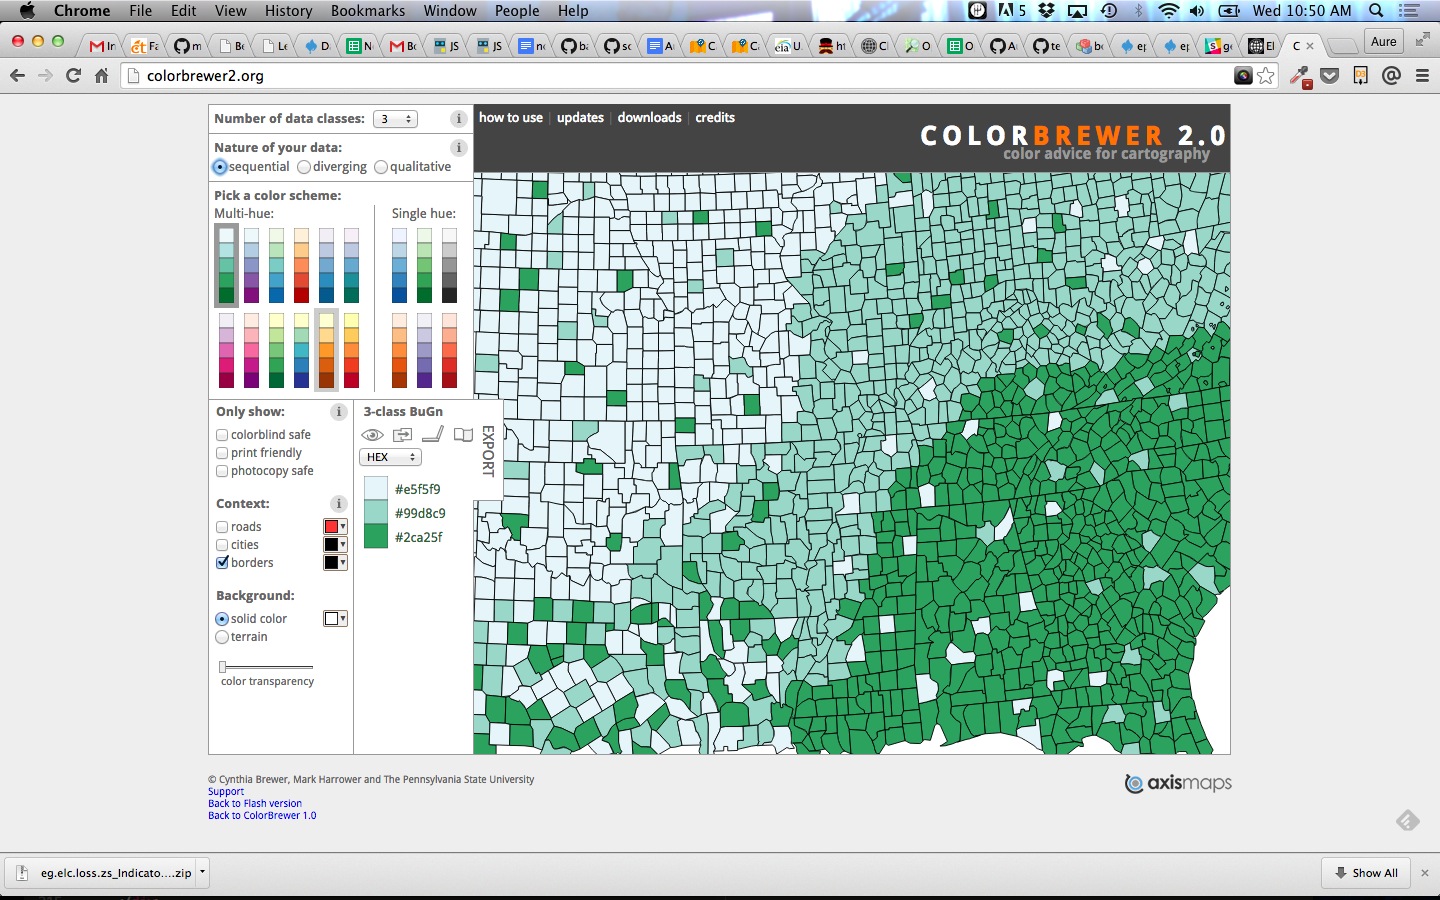 Chrome File Edit View History Bookmarks Window People Help 5 Wed 10:50 AM
Aure
colorbrewer2.org
Number of data classes: 3 i
Nature of your data: i
sequential diverging qualitative
Pick a color scheme:
Multi-hue: Single hue:
how to use | updates | downloads | credits
COLORBREWER 2.0
color advice for cartography
Only show: i
colorblind safe
print friendly
photocopy safe
Context: i
roads
cities
borders
Background:
solid color
terrain
color transparency
3-class BuGn
HEX
EXPORT
#e5f5f9
#99d8c9
#2ca25f
© Cynthia Brewer, Mark Harrower and The Pennsylvania State University
Support
Back to Flash version
Back to ColorBrewer 1.0
axismaps
eg.elc.loss.zs_Indicato....zip
Show All